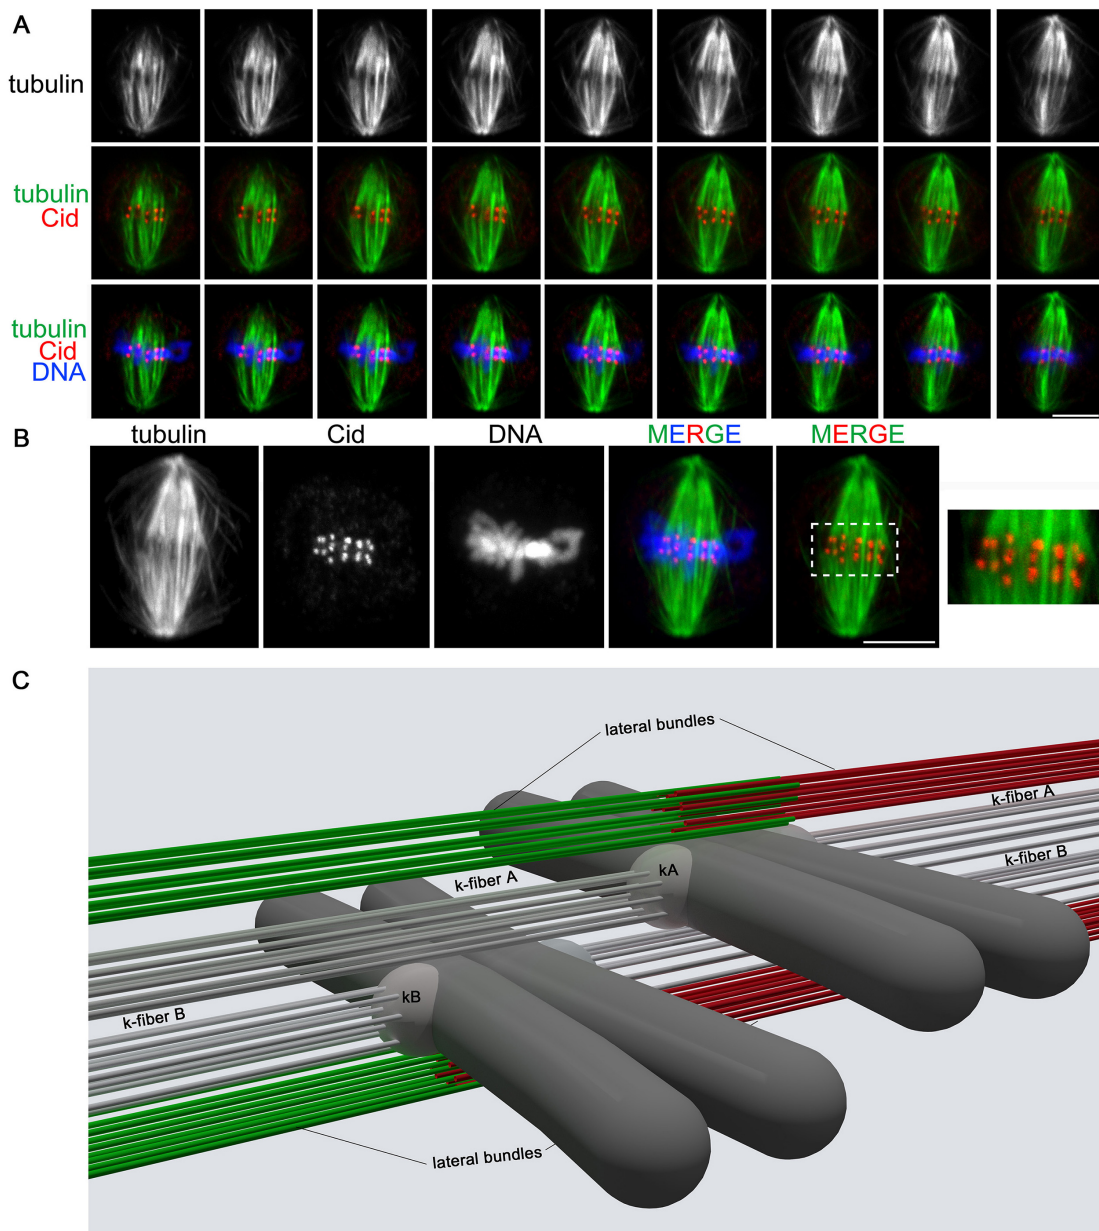 A
tubulin
tubulin
Cid
tubulin
Cid
DNA
B
tubulin
Cid
DNA
MERGE
MERGE
C
lateral bundles
k-fiber A
k-fiber B
k-fiber A
kA
kB
k-fiber B
lateral bundles